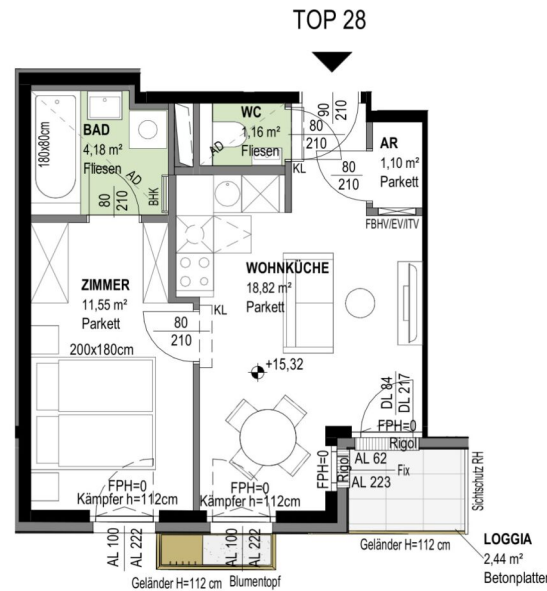 TOP 28
BAD
4,18 m²
Fliesen
180x80cm
AD
80
210
BHK
WC
1,16 m²
Fliesen
AD
80
210
KL
90
210
AR
1,10 m²
Parkett
80
210
FBHV/EV/ITV
ZIMMER
11,55 m²
Parkett
200x180cm
80
210
KL
WOHNKÜCHE
18,82 m²
Parkett
+15,32
DL 84
DL 217
FPH=0
Rigol
FPH=0
Rigol
AL 62
Fix
AL 223
Sichtschutz RH
FPH=0
Kämpfer h=112cm
FPH=0
Kämpfer h=112cm
AL 100
AL 222
AL 100
AL 222
Geländer H=112 cm
Blumentopf
Geländer H=112 cm
LOGGIA
2,44 m²
Betonplatten